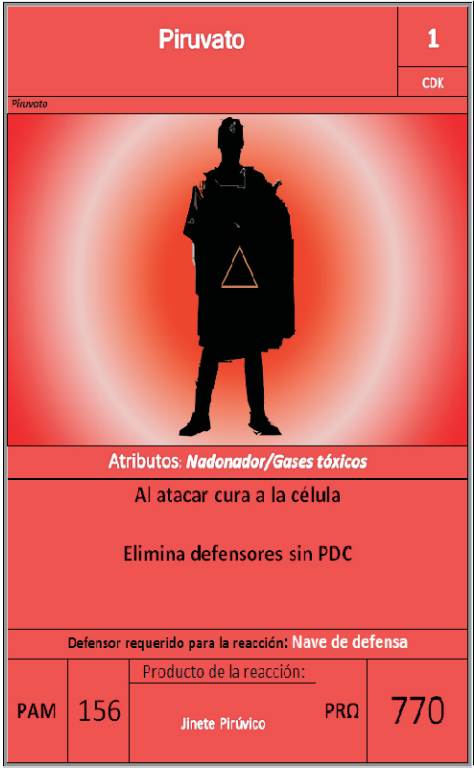 Piruvato
1
CDK
Piruvato
Atributos: Nadonador/Gases tóxicos
Al atacar cura a la célula
Elimina defensores sin PDC
Defensor requerido para la reacción: Nave de defensa
PAM
156
Producto de la reacción:
Jinete Pirúvico
PRΩ
770